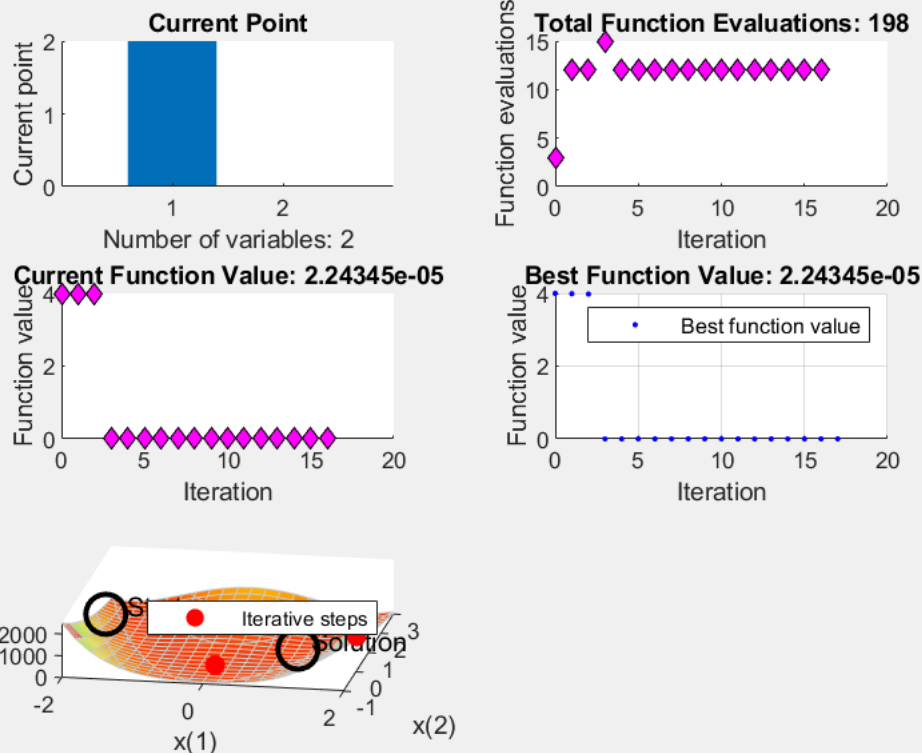 Current Point
Current point
2
1
0
1 2
Number of variables: 2
Total Function Evaluations: 198
Function evaluations
15
10
5
0
0 5 10 15 20
Iteration
Current Function Value: 2.24345e-05
Function value
4
2
0
0 5 10 15 20
Iteration
Best Function Value: 2.24345e-05
Function value
4
2
0
Best function value
0 5 10 15 20
Iteration
Iterative steps
Solution
2000
1000
0
-2 0 2
x(1)
3
2
1
0
-1
x(2)